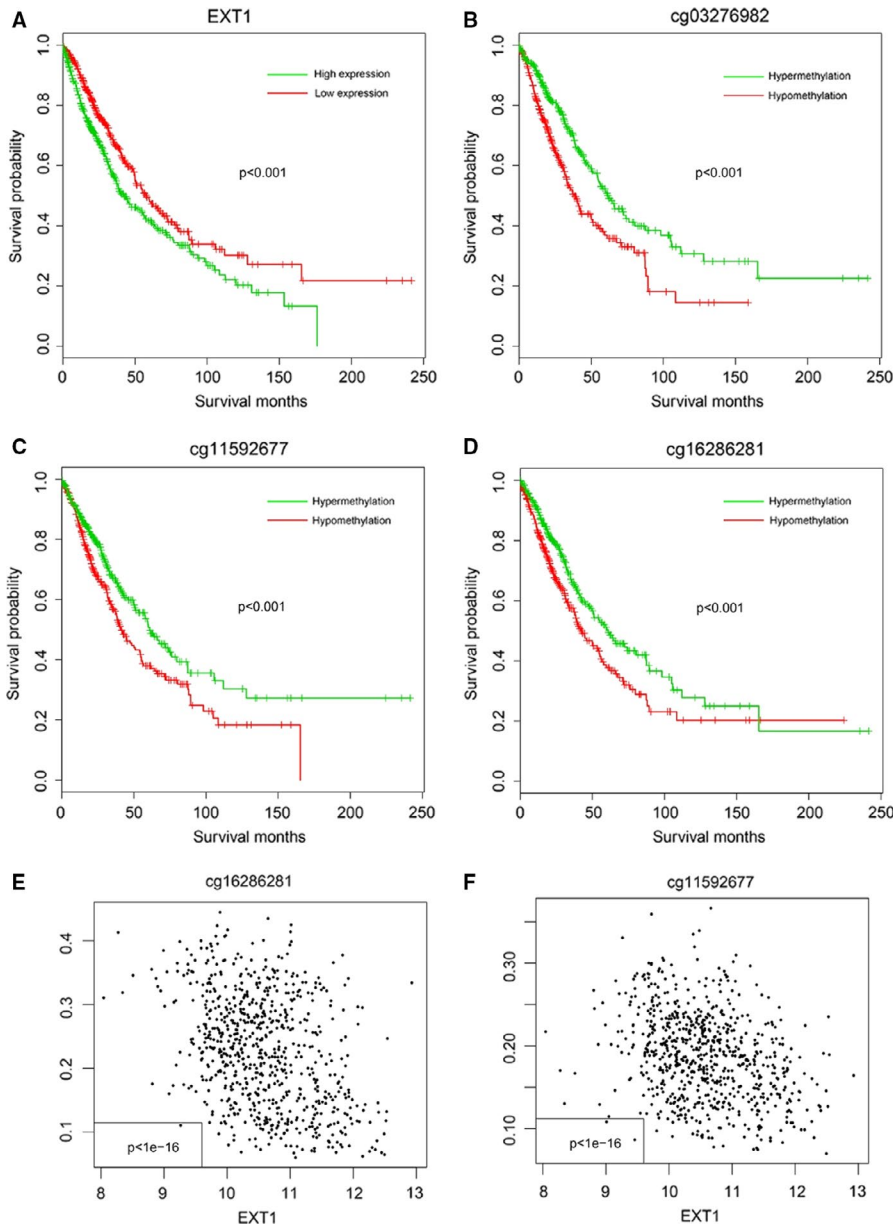 A
EXT1
Survival probability
1.0
0.8
0.6
0.4
0.2
0.0
High expression
Low expression
p<0.001
0 50 100 150 200 250
Survival months
B
cg03276982
Survival probability
1.0
0.8
0.6
0.4
0.2
0.0
Hypermethylation
Hypomethylation
p<0.001
0 50 100 150 200 250
Survival months
C
cg11592677
Survival probability
1.0
0.8
0.6
0.4
0.2
0.0
Hypermethylation
Hypomethylation
p<0.001
0 50 100 150 200 250
Survival months
D
cg16286281
Survival probability
1.0
0.8
0.6
0.4
0.2
0.0
Hypermethylation
Hypomethylation
p<0.001
0 50 100 150 200 250
Survival months
E
cg16286281
0.4
0.3
0.2
0.1
p<1e−16
8 9 10 11 12 13
EXT1
F
cg11592677
0.30
0.20
0.10
p<1e−16
8 9 10 11 12 13
EXT1